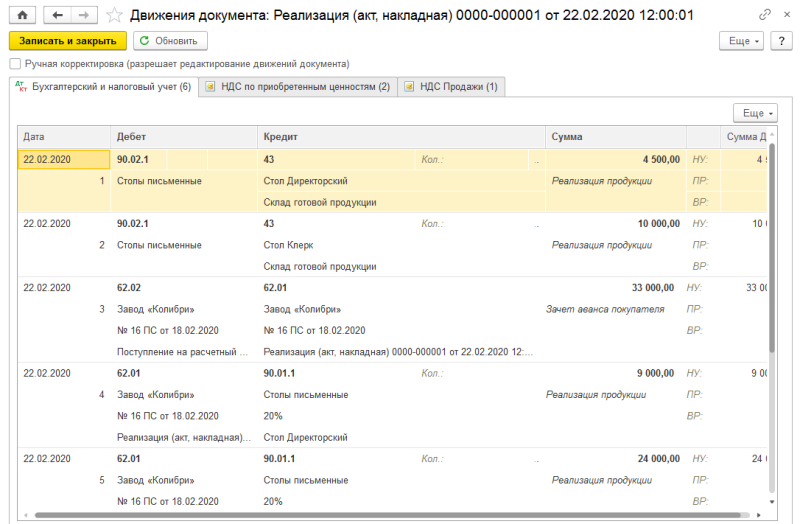 Движения документа: Реализация (акт, накладная) 0000-000001 от 22.02.2020 12:00:01
Записать и закрыть Обновить Еще ?
Ручная корректировка (разрешает редактирование движений документа)
Дт Кт Бухгалтерский и налоговый учет (6) НДС по приобретенным ценностям (2) НДС Продажи (1)
Еще
Дата Дебет Кредит Сумма Сумма Д
22.02.2020 90.02.1 43 Кол.: .. 4 500,00 НУ: 4
1 Столы письменные Стол Директорский Реализация продукции ПР:
Склад готовой продукции ВР:
22.02.2020 90.02.1 43 Кол.: .. 10 000,00 НУ: 10
2 Столы письменные Стол Клерк Реализация продукции ПР:
Склад готовой продукции ВР:
22.02.2020 62.02 62.01 33 000,00 НУ: 33
3 Завод «Колибри» Завод «Колибри» Зачет аванса покупателя ПР:
№ 16 ПС от 18.02.2020 № 16 ПС от 18.02.2020 ВР:
Поступление на расчетный ... Реализация (акт, накладная) 0000-000001 от 22.02.2020 12:...
22.02.2020 62.01 90.01.1 Кол.: 9 000,00 НУ: 9
4 Завод «Колибри» Столы письменные Реализация продукции ПР:
№ 16 ПС от 18.02.2020 20% ВР:
Реализация (акт, накладная)... Стол Директорский
22.02.2020 62.01 90.01.1 Кол.: .. 24 000,00 НУ: 24
5 Завод «Колибри» Столы письменные Реализация продукции ПР:
№ 16 ПС от 18.02.2020 20% ВР: